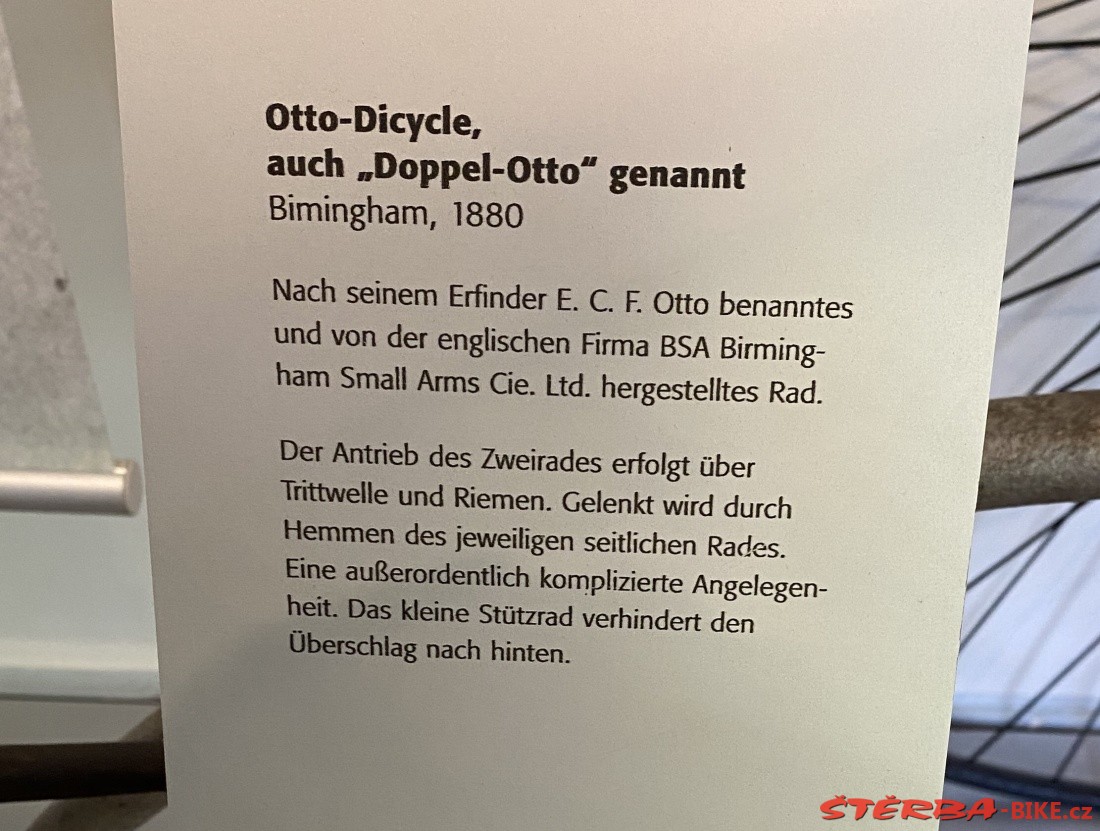 Otto-Dicycle,
auch „Doppel-Otto“ genannt
Bimingham, 1880
Nach seinem Erfinder E. C. F. Otto benanntes
und von der englischen Firma BSA Birming-
ham Small Arms Cie. Ltd. hergestelltes Rad.
Der Antrieb des Zweirades erfolgt über
Trittwelle und Riemen. Gelenkt wird durch
Hemmen des jeweiligen seitlichen Rades.
Eine außerordentlich komplizierte Angelegen-
heit. Das kleine Stützrad verhindert den
Überschlag nach hinten.
ŠTĚRBA-BIKE.cz